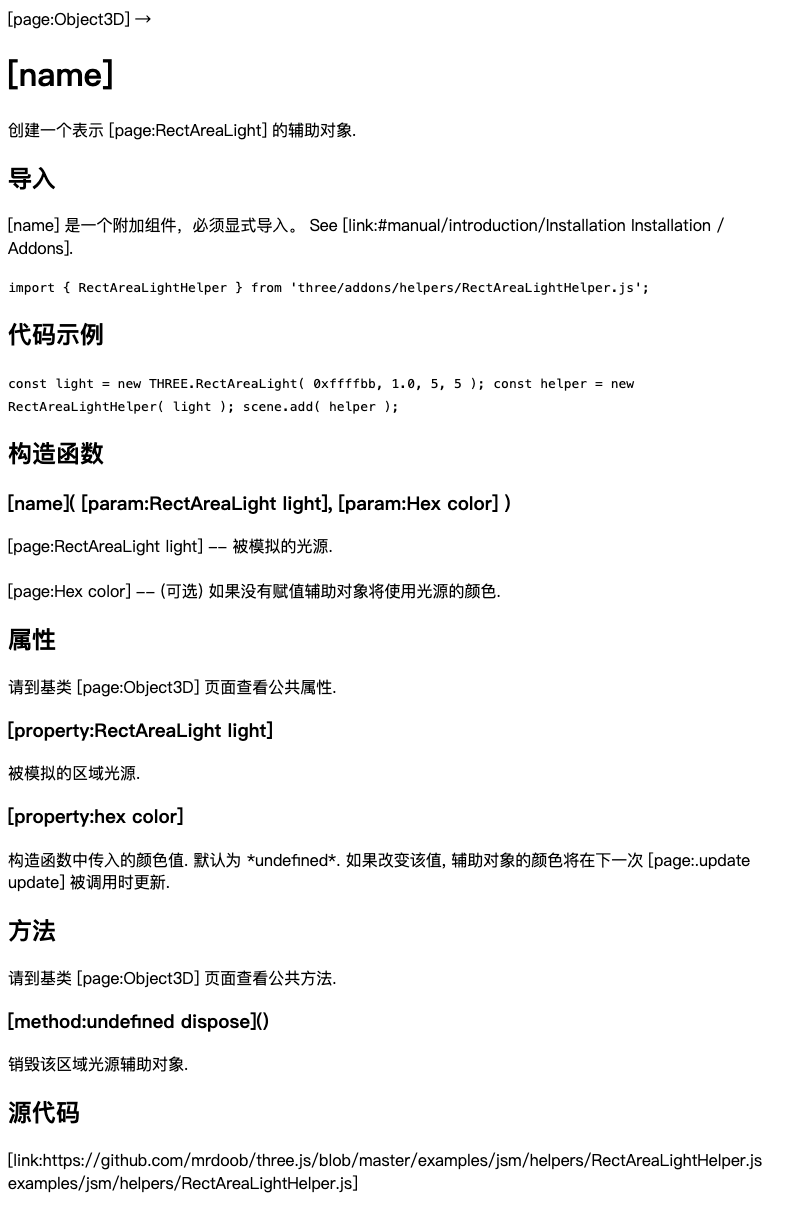 [page:Object3D] →
[name]
创建一个表示 [page:RectAreaLight] 的辅助对象.
导入
[name] 是一个附加组件，必须显式导入。 See [link:#manual/introduction/Installation Installation /
Addons].
import { RectAreaLightHelper } from 'three/addons/helpers/RectAreaLightHelper.js';
代码示例
const light = new THREE.RectAreaLight( 0xffffbb, 1.0, 5, 5 ); const helper = new
RectAreaLightHelper( light ); scene.add( helper );
构造函数
[name]( [param:RectAreaLight light], [param:Hex color] )
[page:RectAreaLight light] -- 被模拟的光源.
[page:Hex color] -- (可选) 如果没有赋值辅助对象将使用光源的颜色.
属性
请到基类 [page:Object3D] 页面查看公共属性.
[property:RectAreaLight light]
被模拟的区域光源.
[property:hex color]
构造函数中传入的颜色值. 默认为 *undefined*. 如果改变该值, 辅助对象的颜色将在下一次 [page:.update
update] 被调用时更新.
方法
请到基类 [page:Object3D] 页面查看公共方法.
[method:undefined dispose]()
销毁该区域光源辅助对象.
源代码
[link:https://github.com/mrdoob/three.js/blob/master/examples/jsm/helpers/RectAreaLightHelper.js
examples/jsm/helpers/RectAreaLightHelper.js]